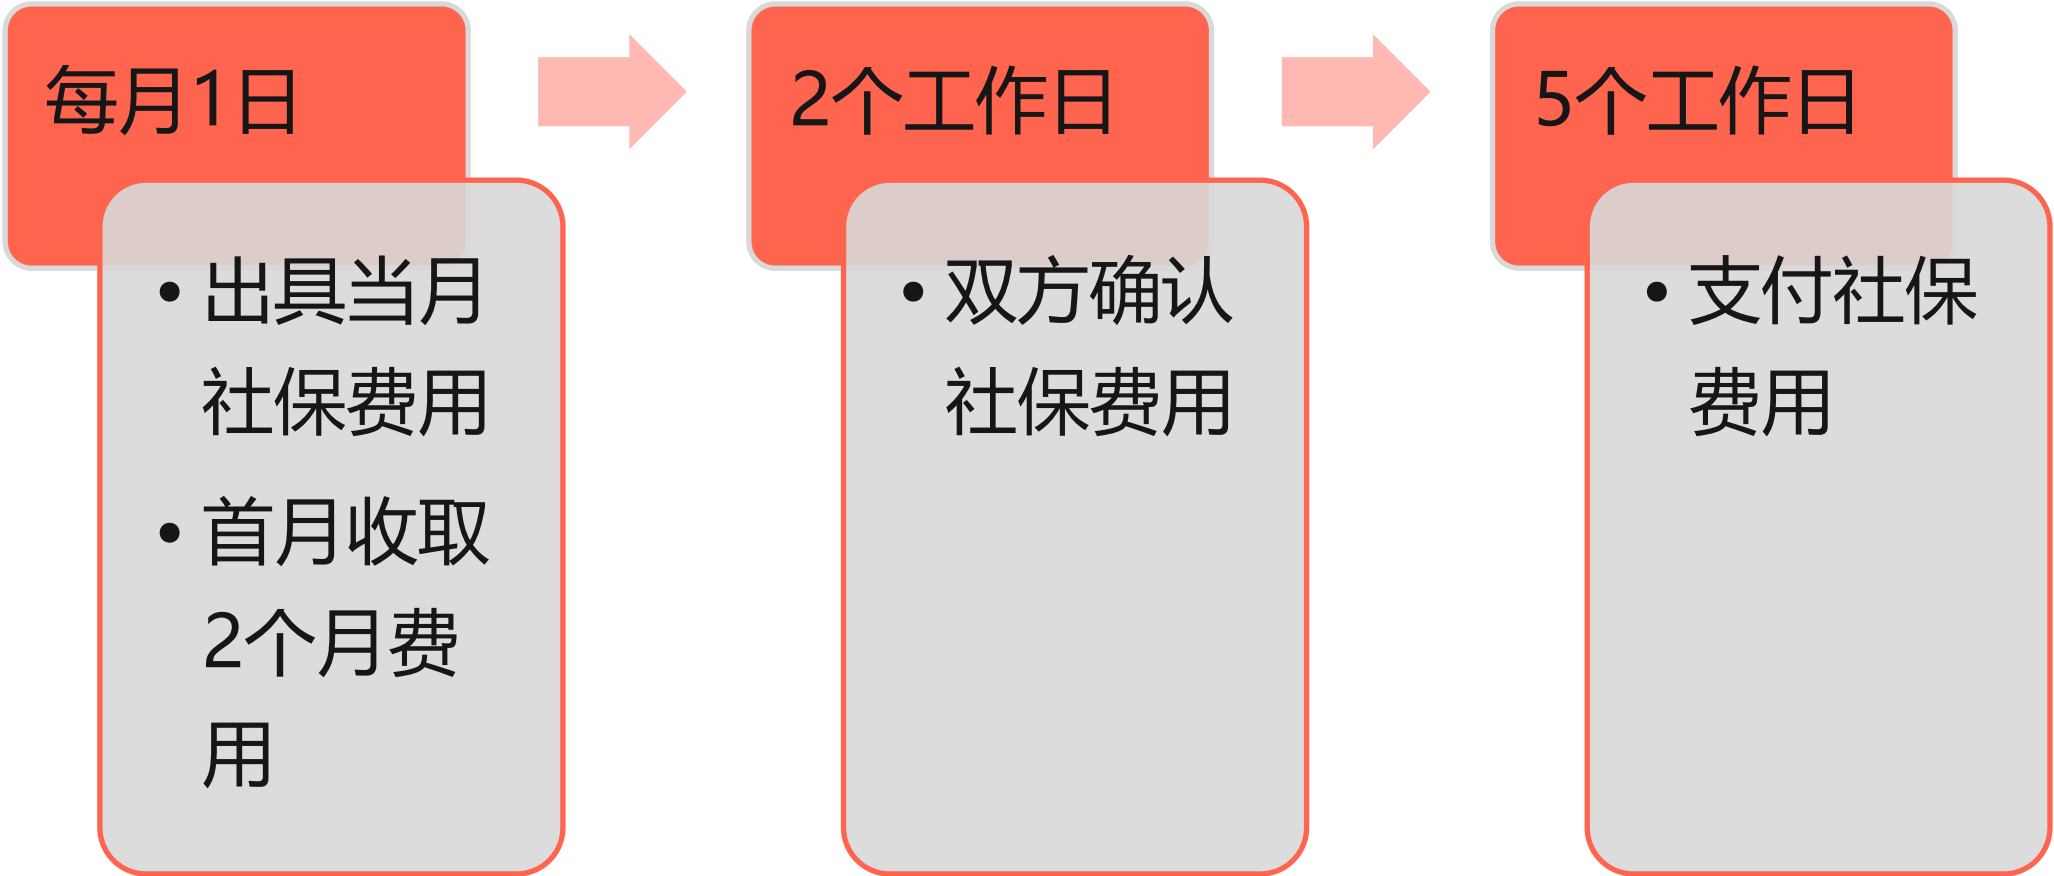 每月1日
• 出具当月
社保费用
• 首月收取
2个月费
用
2个工作日
• 双方确认
社保费用
5个工作日
• 支付社保
费用